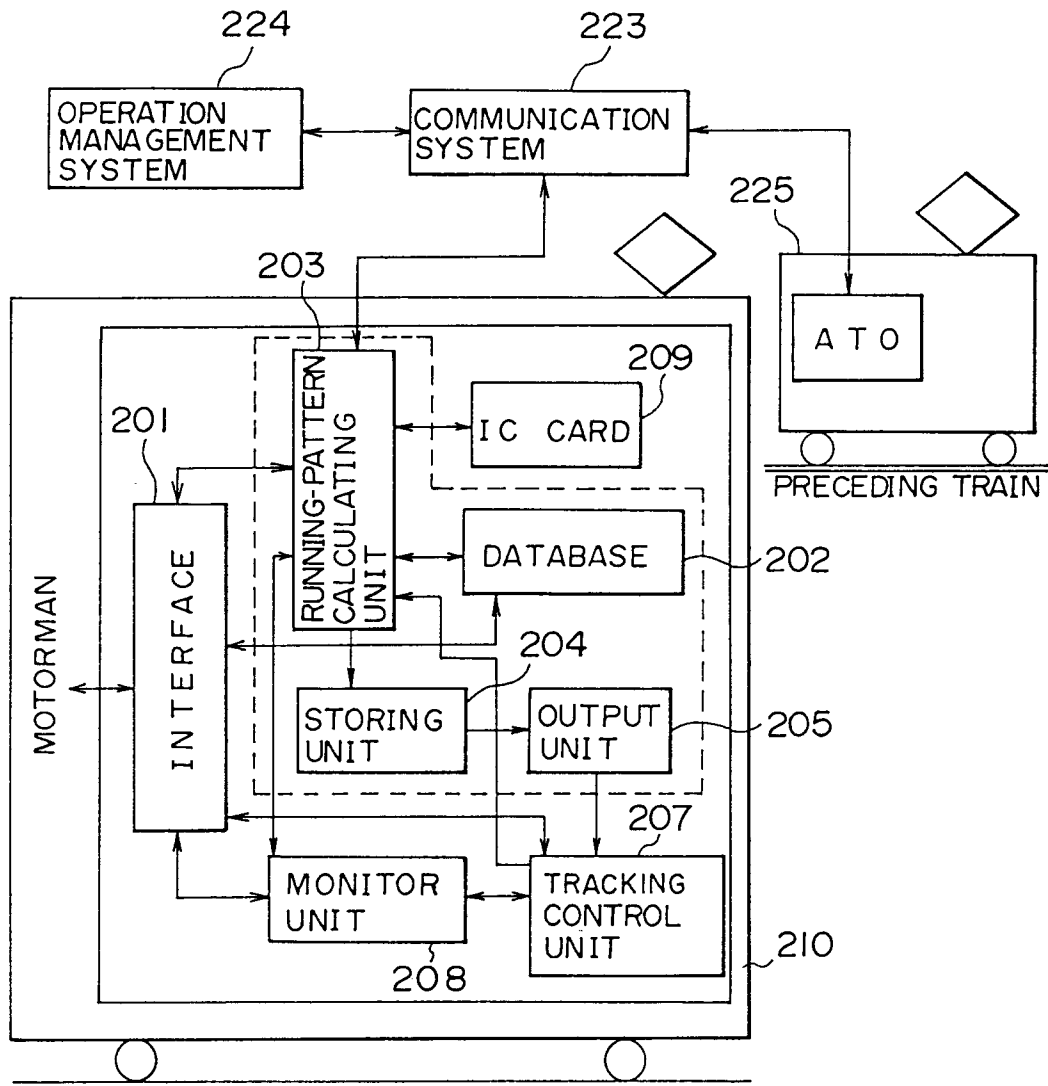 224
223
OPERATION
MANAGEMENT
SYSTEM
COMMUNICATION
SYSTEM
225
203
ATO
209
IC CARD
PRECEDING TRAIN
201
RUNNING-PATTERN
CALCULATING
UNIT
DATABASE
202
INTERFACE
MOTORMAN
204
STORING
UNIT
OUTPUT
UNIT
205
207
MONITOR
UNIT
TRACKING
CONTROL
UNIT
208
210